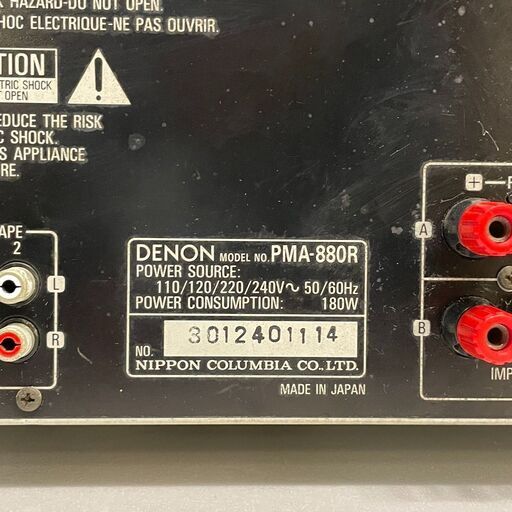 HAZARD-DO NOT OPEN.
HOC ELECTRIQUE-NE PAS OUVRIR.
TION
TRIC SHOCK
OPEN
EDUCE THE RISK
C SHOCK.
S APPLIANCE
RE.
APE
2
L
R
DENON MODEL NO. PMA-880R
POWER SOURCE:
110/120/220/240V~ 50/60Hz
POWER CONSUMPTION: 180W
NO. 3012401114
NIPPON COLUMBIA CO., LTD.
MADE IN JAPAN
+
A
B
IMP